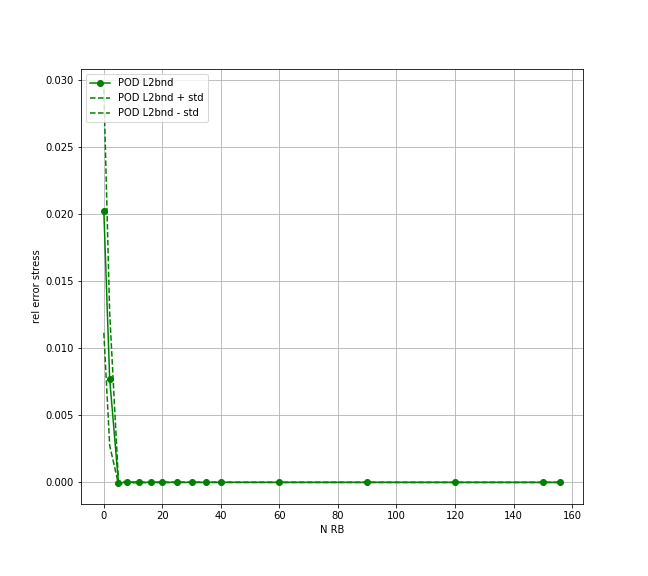 POD L2bnd
POD L2bnd + std
POD L2bnd - std
0.030
0.025
0.020
0.015
0.010
0.005
0.000
rel error stress
0 20 40 60 80 100 120 140 160
N RB